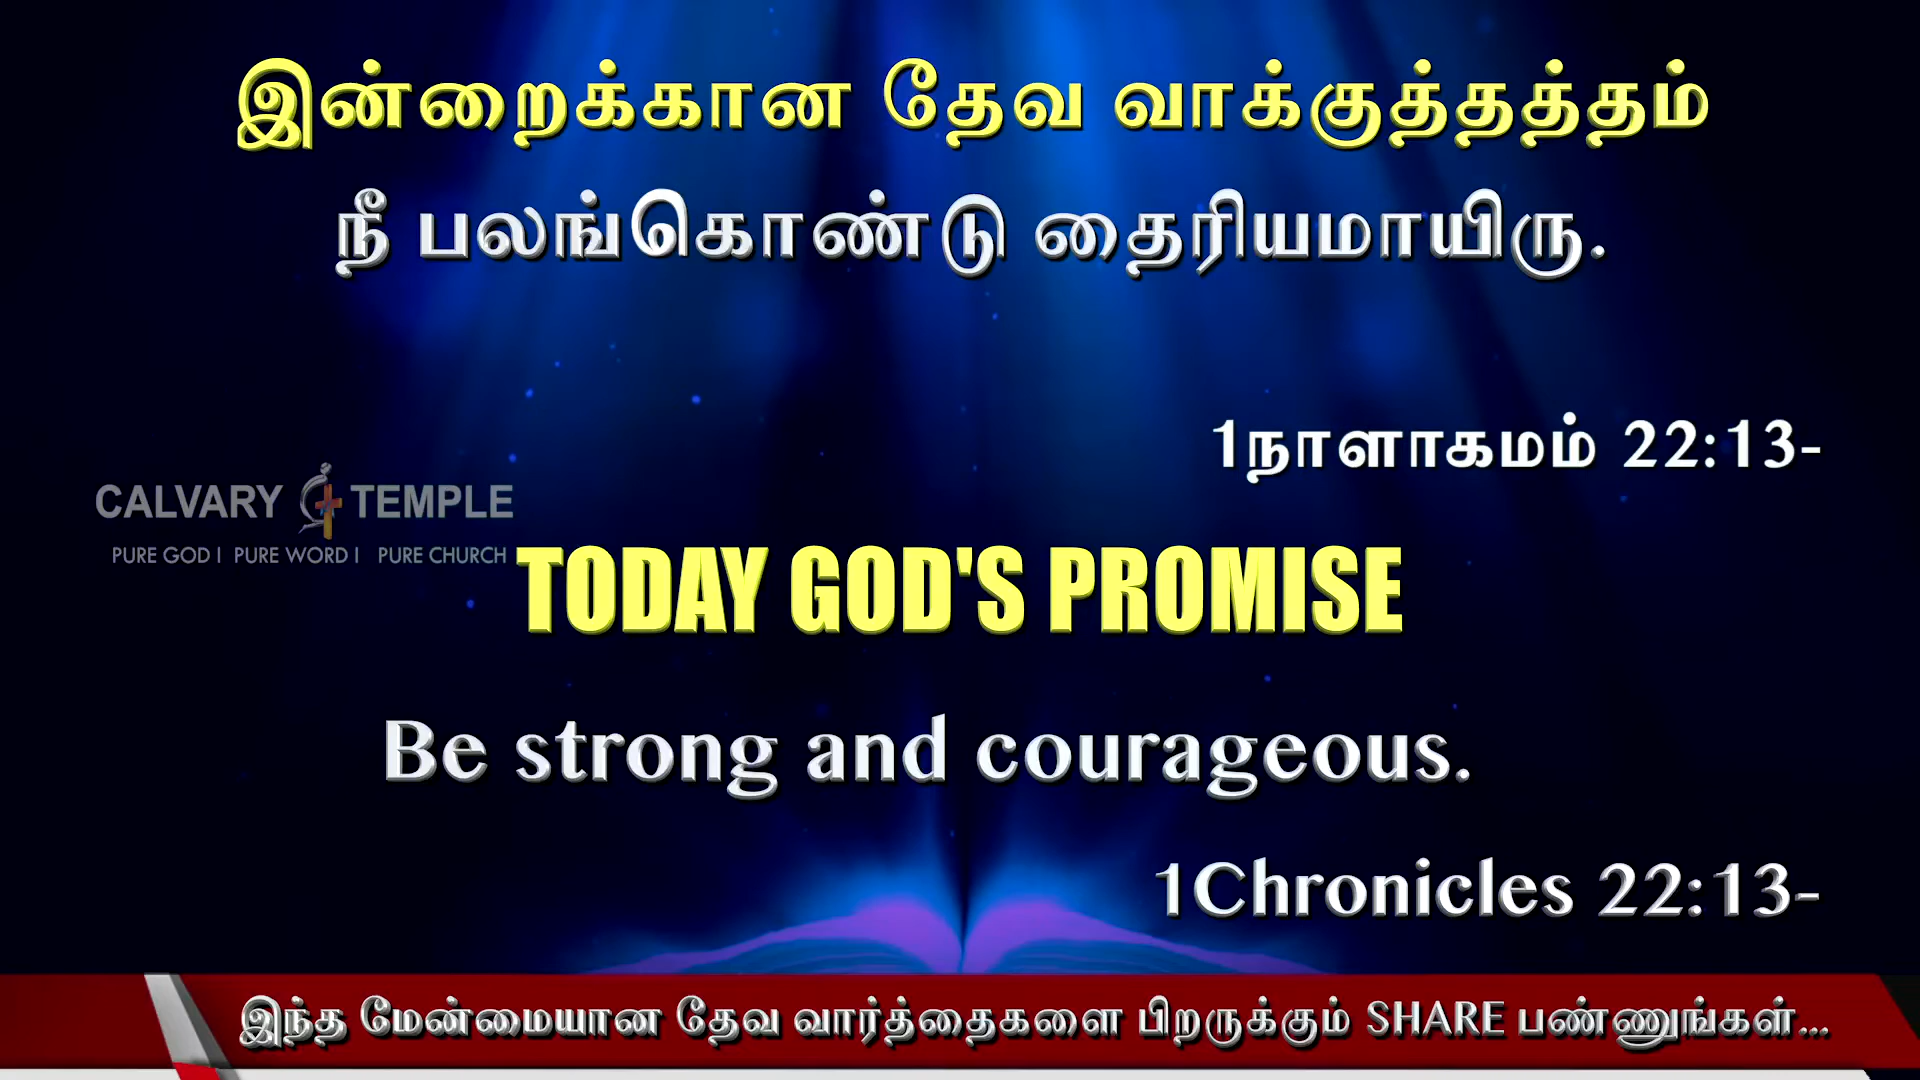 இன்றைக்கான தேவ வாக்குத்தத்தம்
நீ பலங்கொண்டு தைரியமாயிரு.
1நாளாகமம் 22:13-
CALVARY TEMPLE
PURE GOD I PURE WORD I PURE CHURCH
TODAY GOD'S PROMISE
Be strong and courageous.
1Chronicles 22:13-
இந்த மேன்மையான தேவ வார்த்தைகளை பிறருக்கும் SHARE பண்ணுங்கள்...